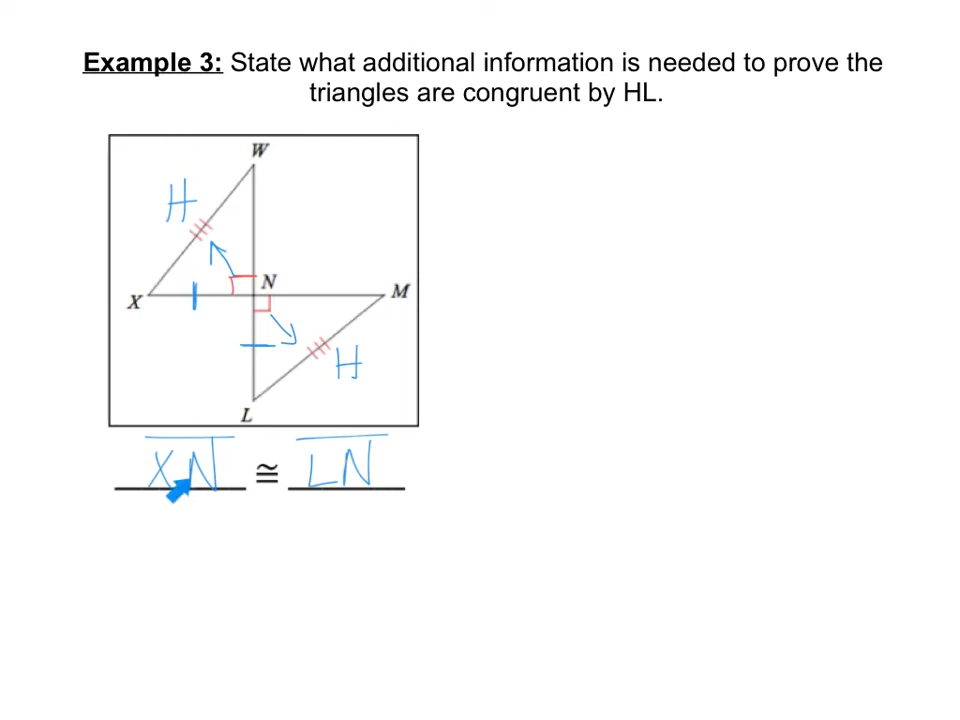 Example 3: State what additional information is needed to prove the
triangles are congruent by HL.
W
H
N
X
M
H
L
XN ≅ LN